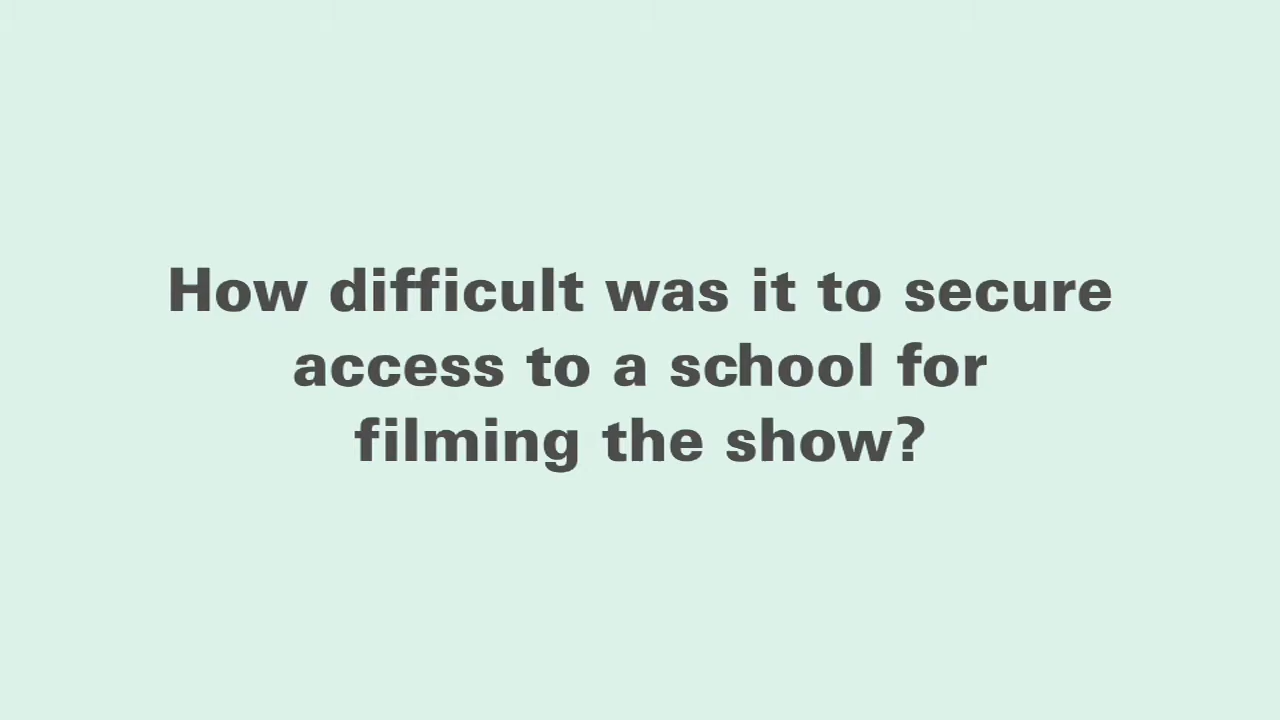 How difficult was it to secure
access to a school for
filming the show?